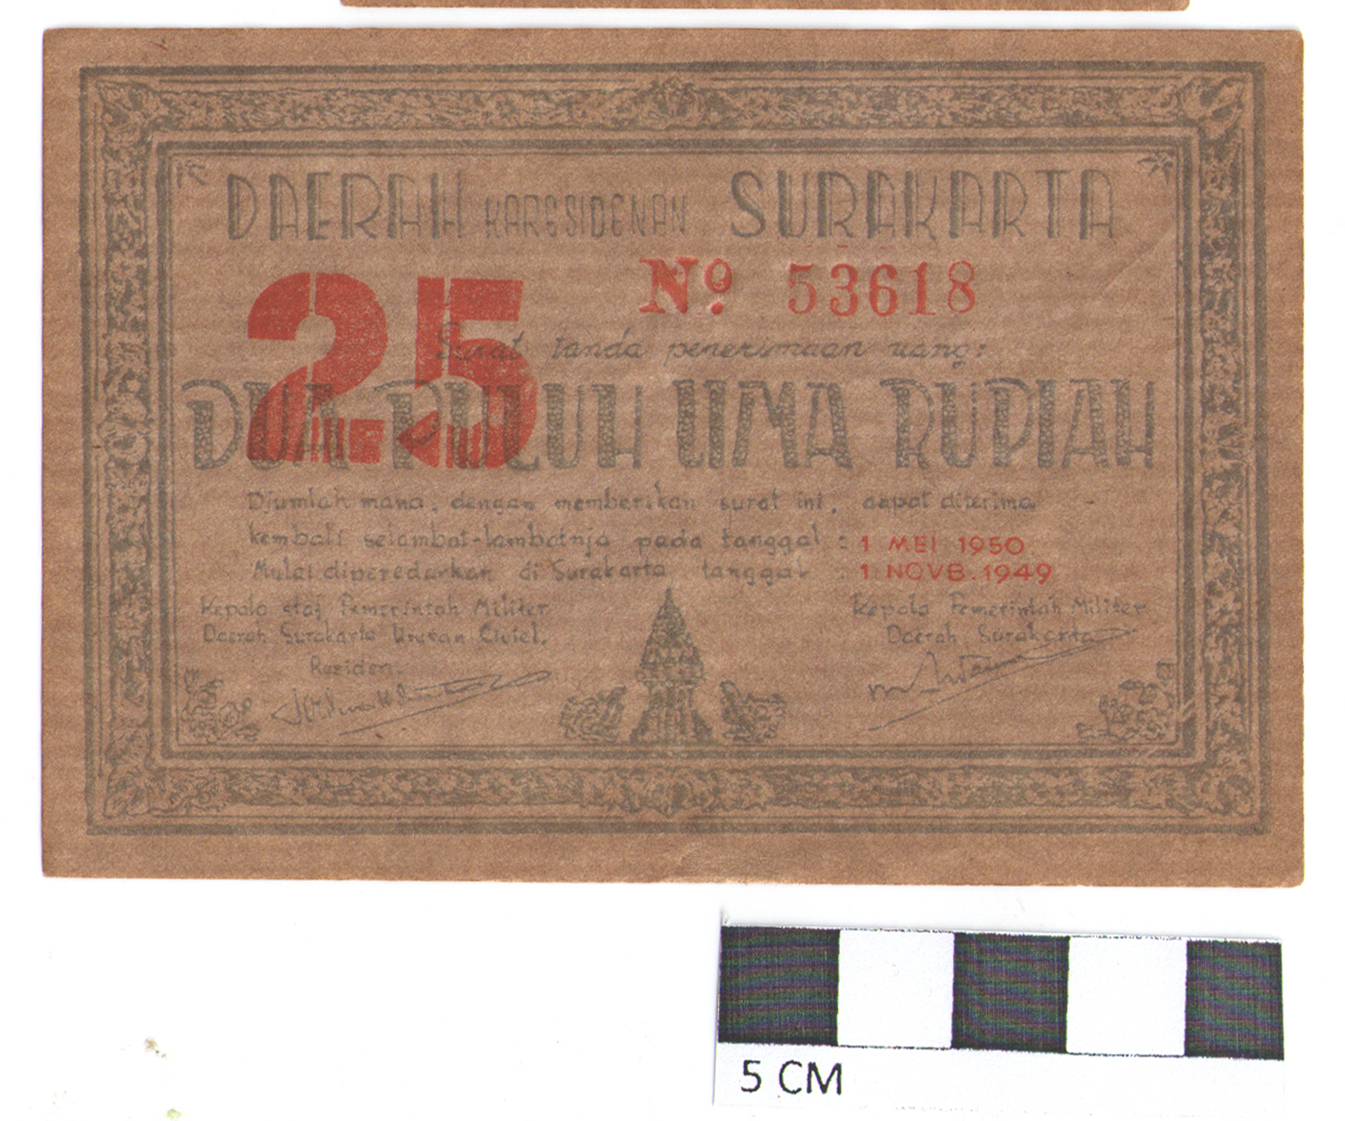 DAERAH KARESIDENAN SURAKARTA
No. 53618
25
Surat tanda penerimaan uang:
DUA PULUH LIMA RUPIAH
Djumlah mana, dengan memberikan surat ini, dapat diterima
kembali selambat-lambatnja pada tanggal : 1 MEI 1950
Mulai diperedarkan di Surakarta tanggal : 1 NOVB. 1949
Kepala staf Pemerintah Militer
Daerah Surakarta Urusan Civiel.
Residen.
Kepala Pemerintah Militer
Daerah Surakarta
5 CM